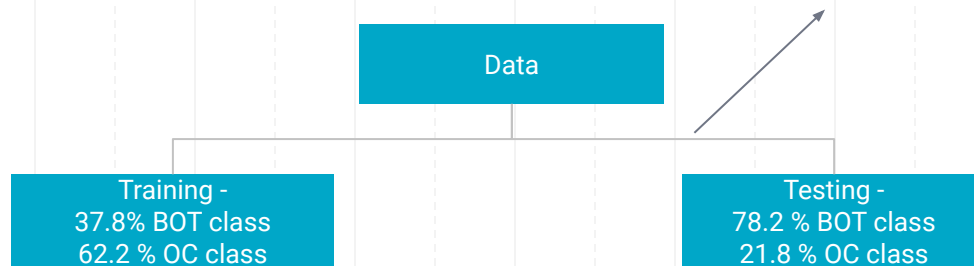 Data
Training -
37.8% BOT class
62.2 % OC class
Testing -
78.2 % BOT class
21.8 % OC class